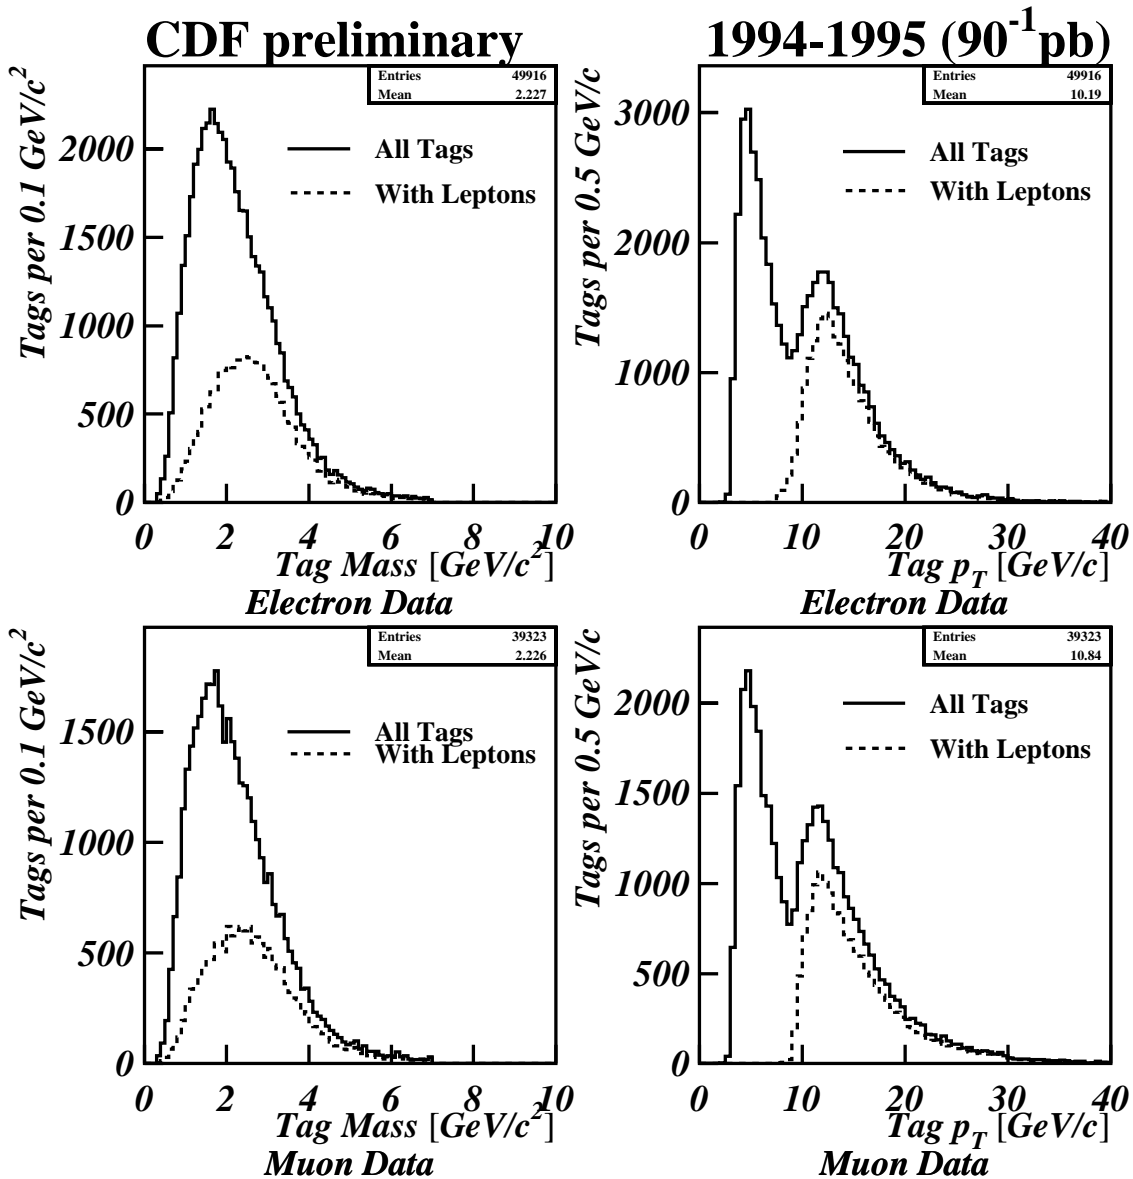 CDF preliminary
1994-1995 (90⁻¹pb)
Tags per 0.1 GeV/c²
Entries 49916
Mean 2.227
All Tags
With Leptons
2000
1500
1000
500
0
0 2 4 6 8 10
Tag Mass [GeV/c²]
Electron Data
Tags per 0.5 GeV/c
Entries 49916
Mean 10.19
All Tags
With Leptons
3000
2000
1000
0
0 10 20 30 40
Tag p_T [GeV/c]
Electron Data
Tags per 0.1 GeV/c²
Entries 39323
Mean 2.226
All Tags
With Leptons
1500
1000
500
0
0 2 4 6 8 10
Tag Mass [GeV/c²]
Muon Data
Tags per 0.5 GeV/c
Entries 39323
Mean 10.84
All Tags
With Leptons
2000
1500
1000
500
0
0 10 20 30 40
Tag p_T [GeV/c]
Muon Data